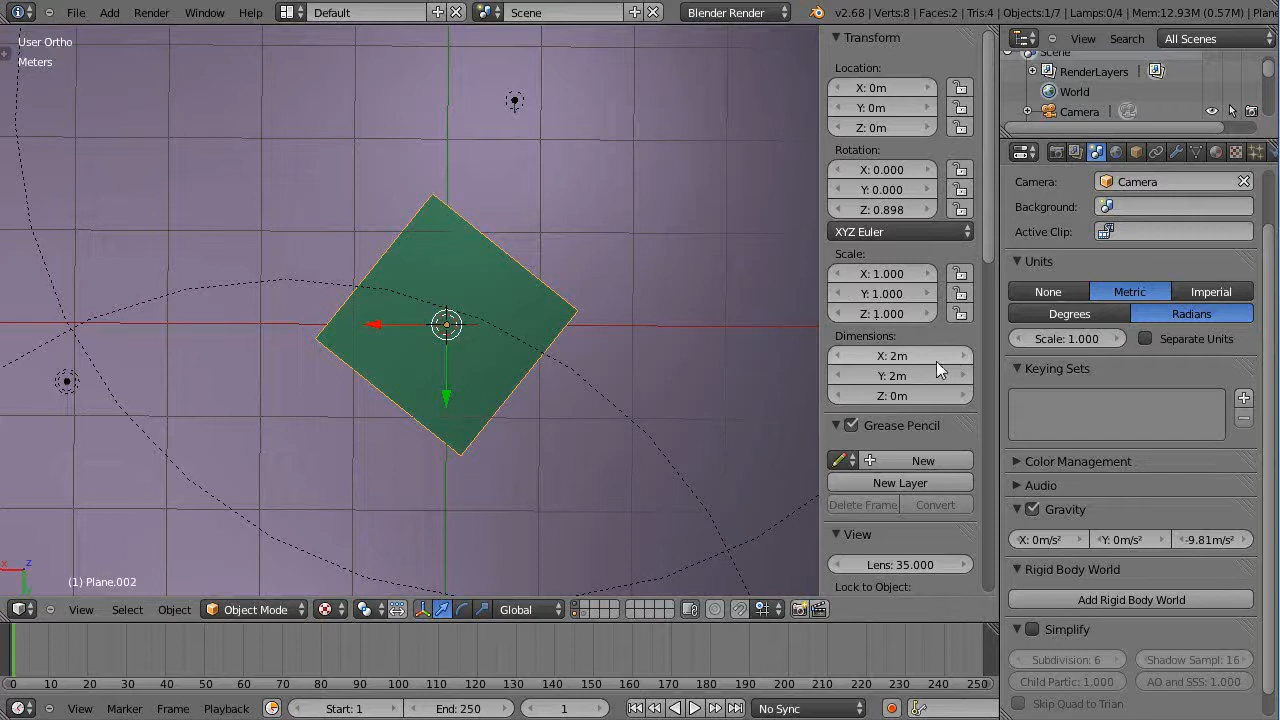 File Add Render Window Help Default Scene Blender Render v2.68 | Verts:8 | Faces:2 | Tris:4 | Objects:1/7 | Lamps:0/4 | Mem:12.93M (0.57M) | Plane
User Ortho
Meters
x z
y
(1) Plane.002
View Select Object Object Mode Global
Transform
Location:
X: 0m
Y: 0m
Z: 0m
Rotation:
X: 0.000
Y: 0.000
Z: 0.898
XYZ Euler
Scale:
X: 1.000
Y: 1.000
Z: 1.000
Dimensions:
X: 2m
Y: 2m
Z: 0m
Grease Pencil
New
New Layer
Delete Frame Convert
View
Lens: 35.000
Lock to Object:
View Search All Scenes
Scene
RenderLayers |
World
Camera |
Camera: Camera
Background:
Active Clip:
Units
None Metric Imperial
Degrees Radians
Scale: 1.000 Separate Units
Keying Sets
Color Management
Audio
Gravity
X: 0m/s² Y: 0m/s² -9.81m/s²
Rigid Body World
Add Rigid Body World
Simplify
Subdivision: 6 Shadow Sampl: 16
Child Partic: 1.000 AO and SSS: 1.000
Skip Quad to Trian
0 10 20 30 40 50 60 70 80 90 100 110 120 130 140 150 160 170 180 190 200 210 220 230 240 250
View Marker Frame Playback Start: 1 End: 250 1 No Sync